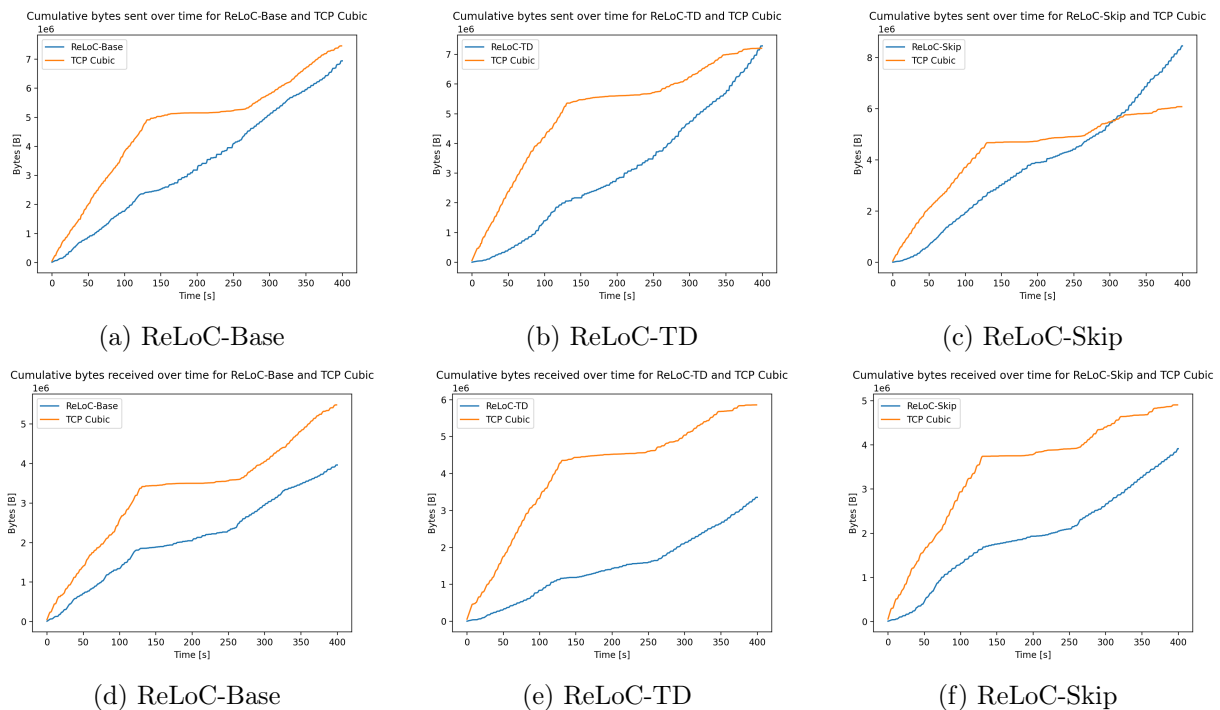 Cumulative bytes sent over time for ReLoC-Base and TCP Cubic
1e6
ReLoC-Base
TCP Cubic
7
6
5
4
3
2
1
0
Bytes [B]
0 50 100 150 200 250 300 350 400
Time [s]
(a) ReLoC-Base
Cumulative bytes sent over time for ReLoC-TD and TCP Cubic
1e6
ReLoC-TD
TCP Cubic
7
6
5
4
3
2
1
0
Bytes [B]
0 50 100 150 200 250 300 350 400
Time [s]
(b) ReLoC-TD
Cumulative bytes sent over time for ReLoC-Skip and TCP Cubic
1e6
ReLoC-Skip
TCP Cubic
8
6
4
2
0
Bytes [B]
0 50 100 150 200 250 300 350 400
Time [s]
(c) ReLoC-Skip
Cumulative bytes received over time for ReLoC-Base and TCP Cubic
1e6
ReLoC-Base
TCP Cubic
5
4
3
2
1
0
Bytes [B]
0 50 100 150 200 250 300 350 400
Time [s]
(d) ReLoC-Base
Cumulative bytes received over time for ReLoC-TD and TCP Cubic
1e6
ReLoC-TD
TCP Cubic
6
5
4
3
2
1
0
Bytes [B]
0 50 100 150 200 250 300 350 400
Time [s]
(e) ReLoC-TD
Cumulative bytes received over time for ReLoC-Skip and TCP Cubic
1e6
ReLoC-Skip
TCP Cubic
5
4
3
2
1
0
Bytes [B]
0 50 100 150 200 250 300 350 400
Time [s]
(f) ReLoC-Skip